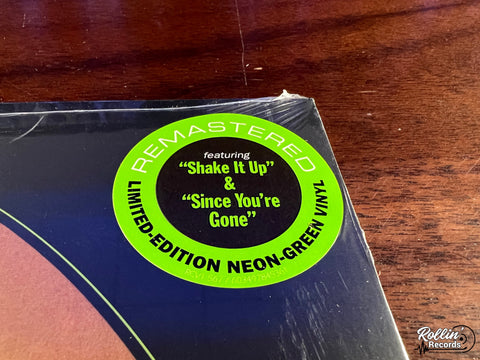 REMASTERED
featuring
"Shake It Up"
&
"Since You're
Gone"
LIMITED-EDITION NEON-GREEN VINYL
Rollin'
Records